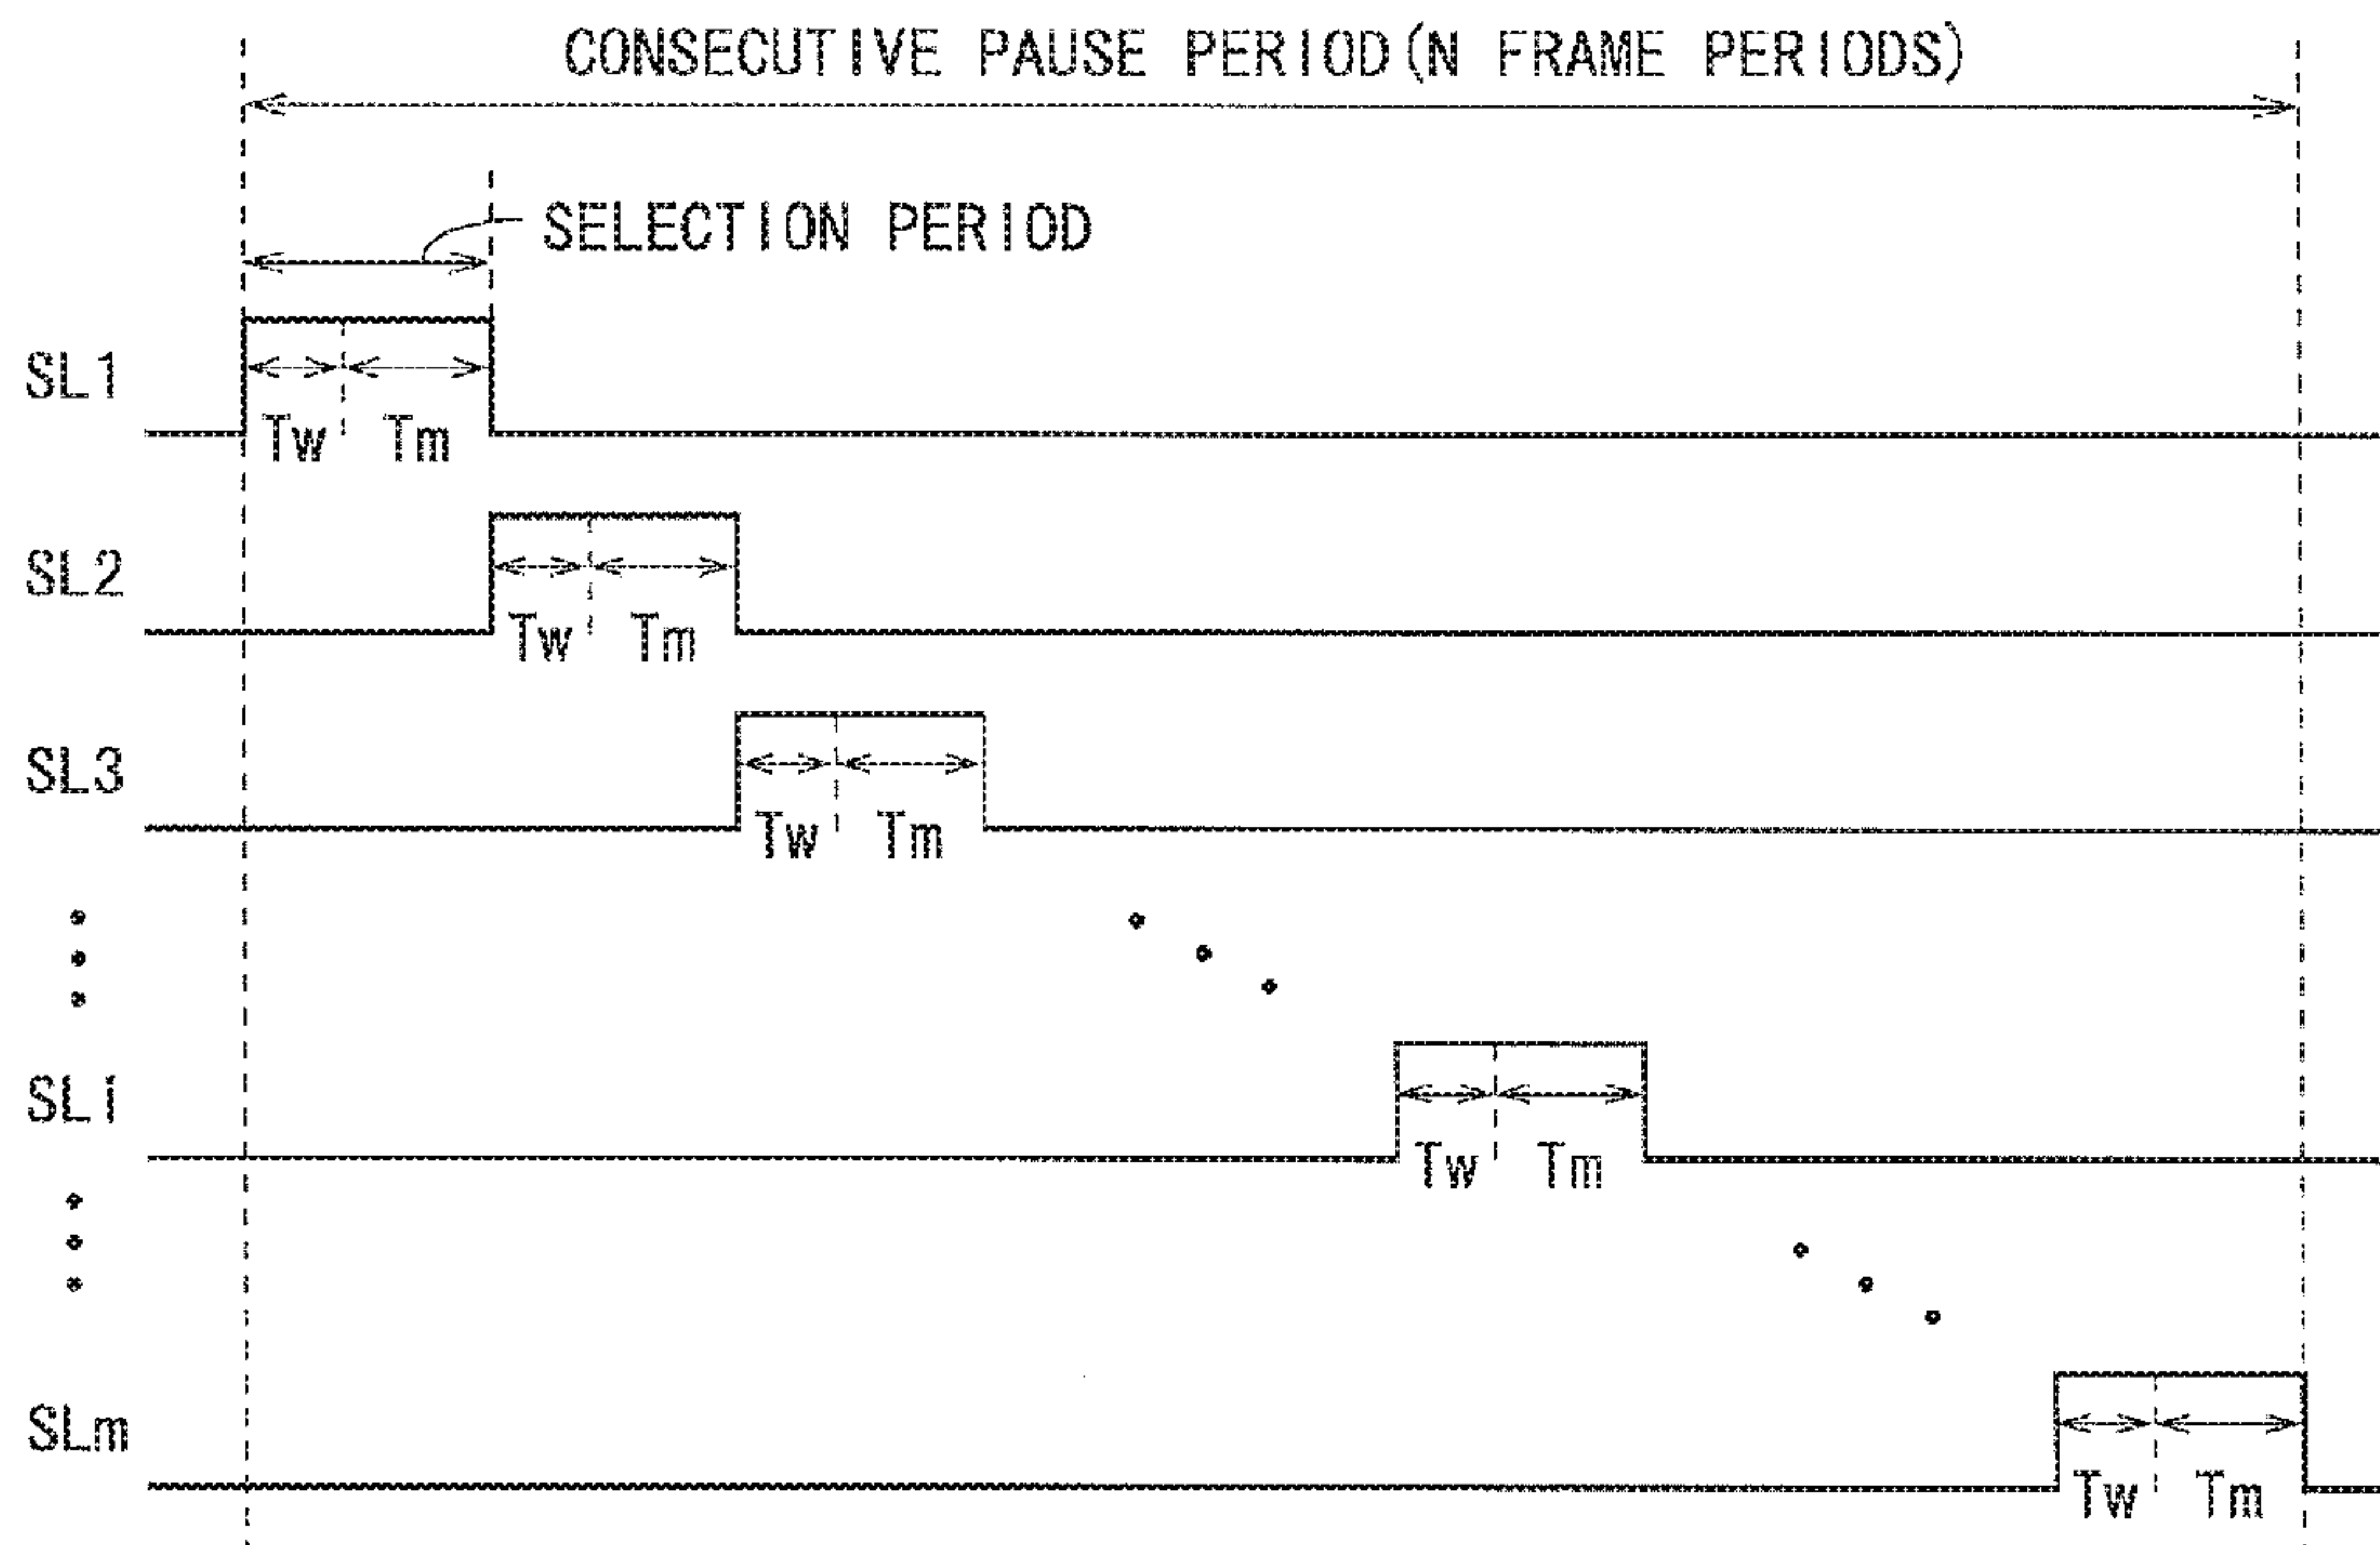 CONSECUTIVE PAUSE PERIOD(N FRAME PERIODS)
SELECTION PERIOD
SL1
Tw Tm
SL2
Tw Tm
SL3
Tw Tm
SLi
Tw Tm
SLm
Tw Tm